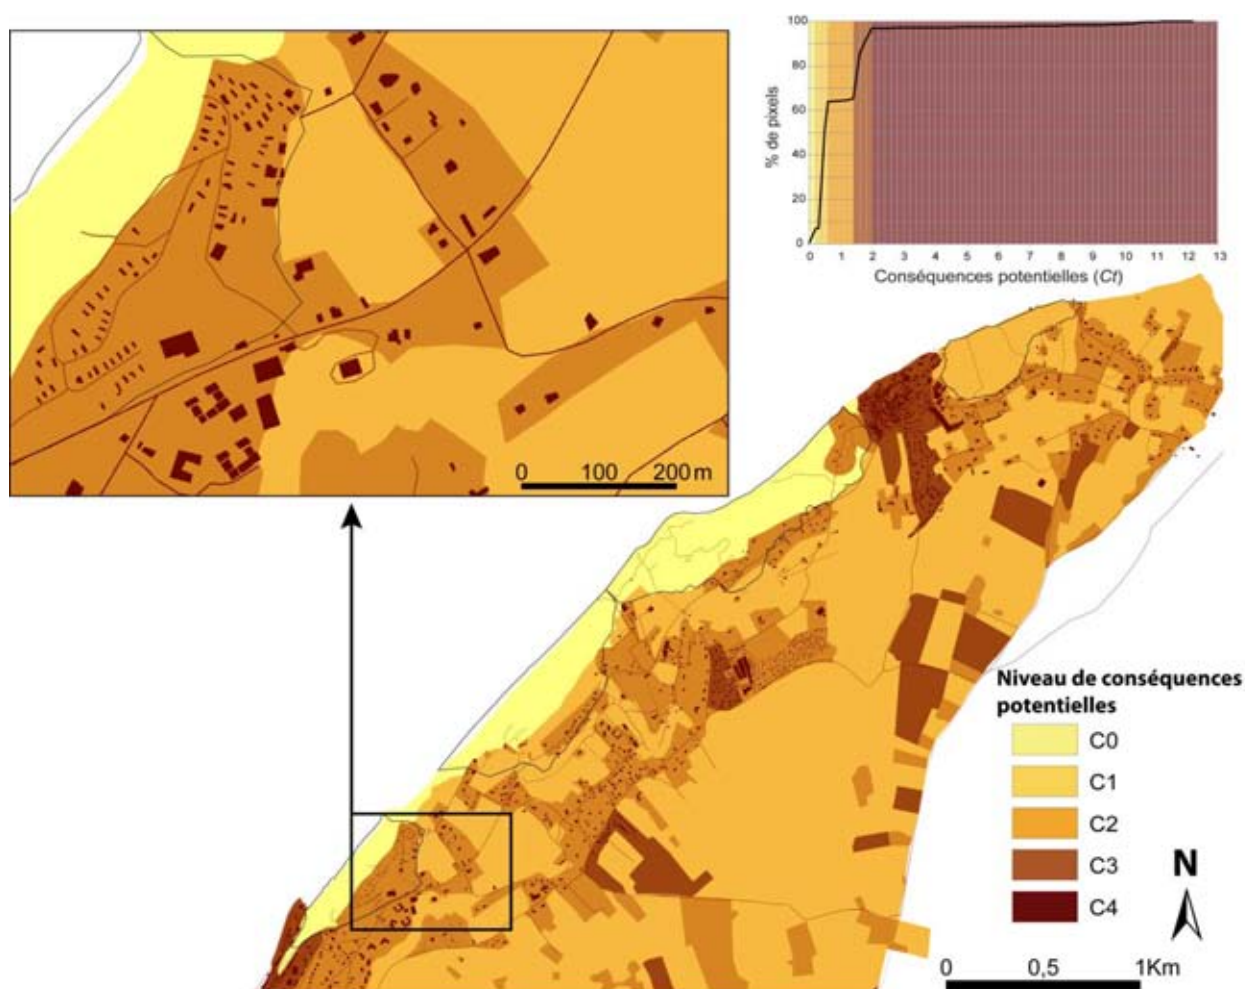 100
80
60
40
20
0
% de pixels
0 1 2 3 4 5 6 7 8 9 10 11 12 13
Conséquences potentielles (Ct)
0 100 200 m
Niveau de conséquences
potentielles
C0
C1
C2
C3
C4
N
0 0,5 1Km